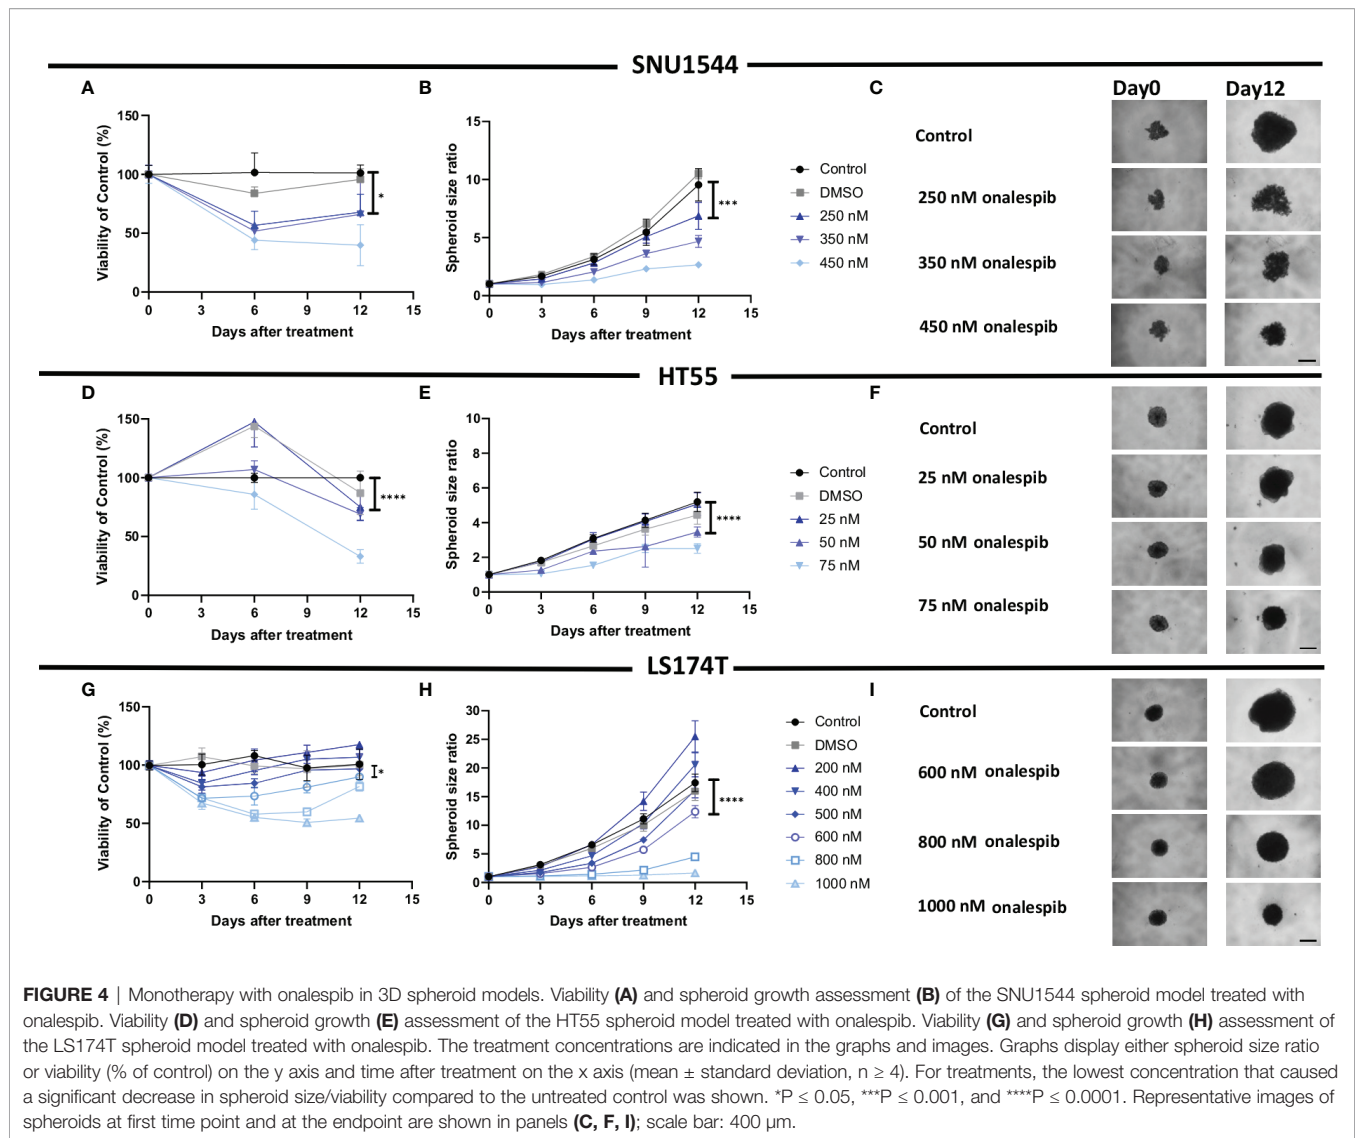 SNU1544
A
B
C
Day0
Day12
Viability of Control (%)
150
100
50
0
0 3 6 9 12 15
Days after treatment
*
Spheroid size ratio
15
10
5
0
0 3 6 9 12 15
Days after treatment
***
Control
DMSO
250 nM
350 nM
450 nM
Control
250 nM onalespib
350 nM onalespib
450 nM onalespib
HT55
D
E
F
Viability of Control (%)
150
100
50
0
0 3 6 9 12 15
Days after treatment
****
Spheroid size ratio
10
8
6
4
2
0
0 3 6 9 12 15
Days after treatment
****
Control
DMSO
25 nM
50 nM
75 nM
Control
25 nM onalespib
50 nM onalespib
75 nM onalespib
LS174T
G
H
I
Viability of Control (%)
150
100
50
0
0 3 6 9 12 15
Days after treatment
*
Spheroid size ratio
30
25
20
15
10
5
0
0 3 6 9 12 15
Days after treatment
****
Control
DMSO
200 nM
400 nM
500 nM
600 nM
800 nM
1000 nM
Control
600 nM onalespib
800 nM onalespib
1000 nM onalespib
FIGURE 4 | Monotherapy with onalespib in 3D spheroid models. Viability (A) and spheroid growth assessment (B) of the SNU1544 spheroid model treated with
onalespib. Viability (D) and spheroid growth (E) assessment of the HT55 spheroid model treated with onalespib. Viability (G) and spheroid growth (H) assessment of
the LS174T spheroid model treated with onalespib. The treatment concentrations are indicated in the graphs and images. Graphs display either spheroid size ratio
or viability (% of control) on the y axis and time after treatment on the x axis (mean ± standard deviation, n ≥ 4). For treatments, the lowest concentration that caused
a significant decrease in spheroid size/viability compared to the untreated control was shown. *P ≤ 0.05, ***P ≤ 0.001, and ****P ≤ 0.0001. Representative images of
spheroids at first time point and at the endpoint are shown in panels (C, F, I); scale bar: 400 µm.